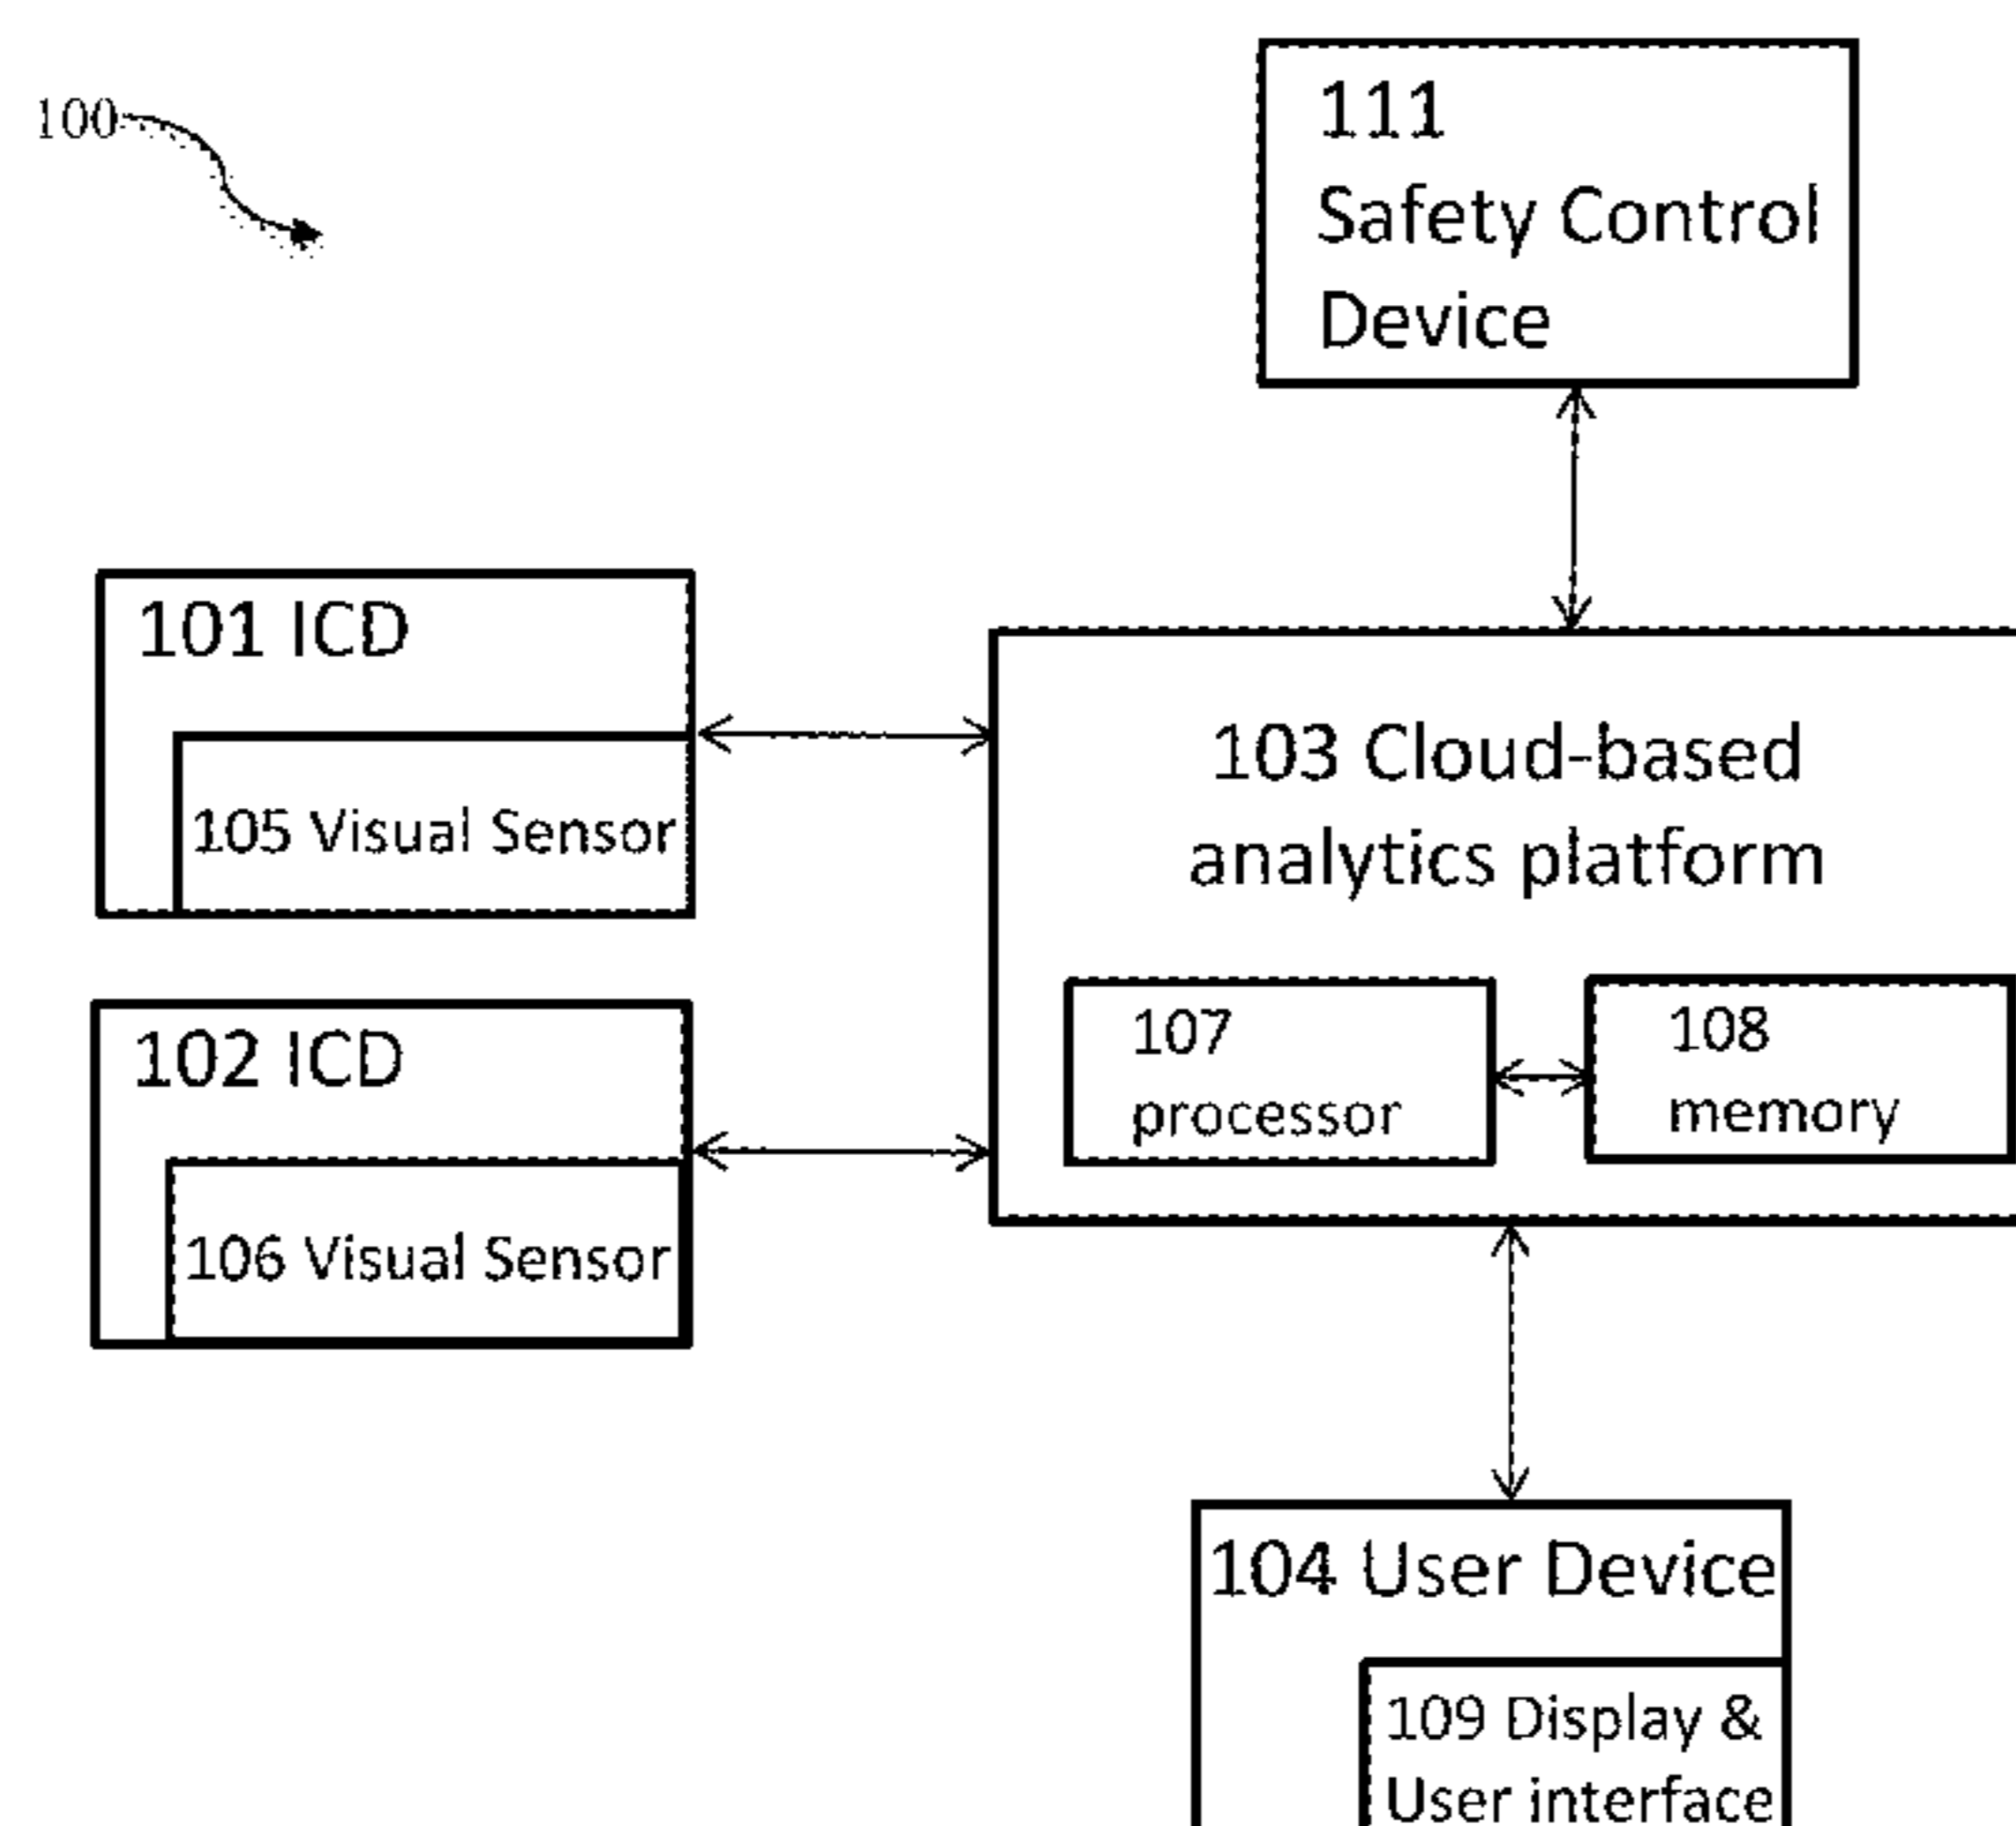 100
111
Safety Control
Device
101 ICD
105 Visual Sensor
102 ICD
106 Visual Sensor
103 Cloud-based
analytics platform
107
processor
108
memory
104 User Device
109 Display &
User interface